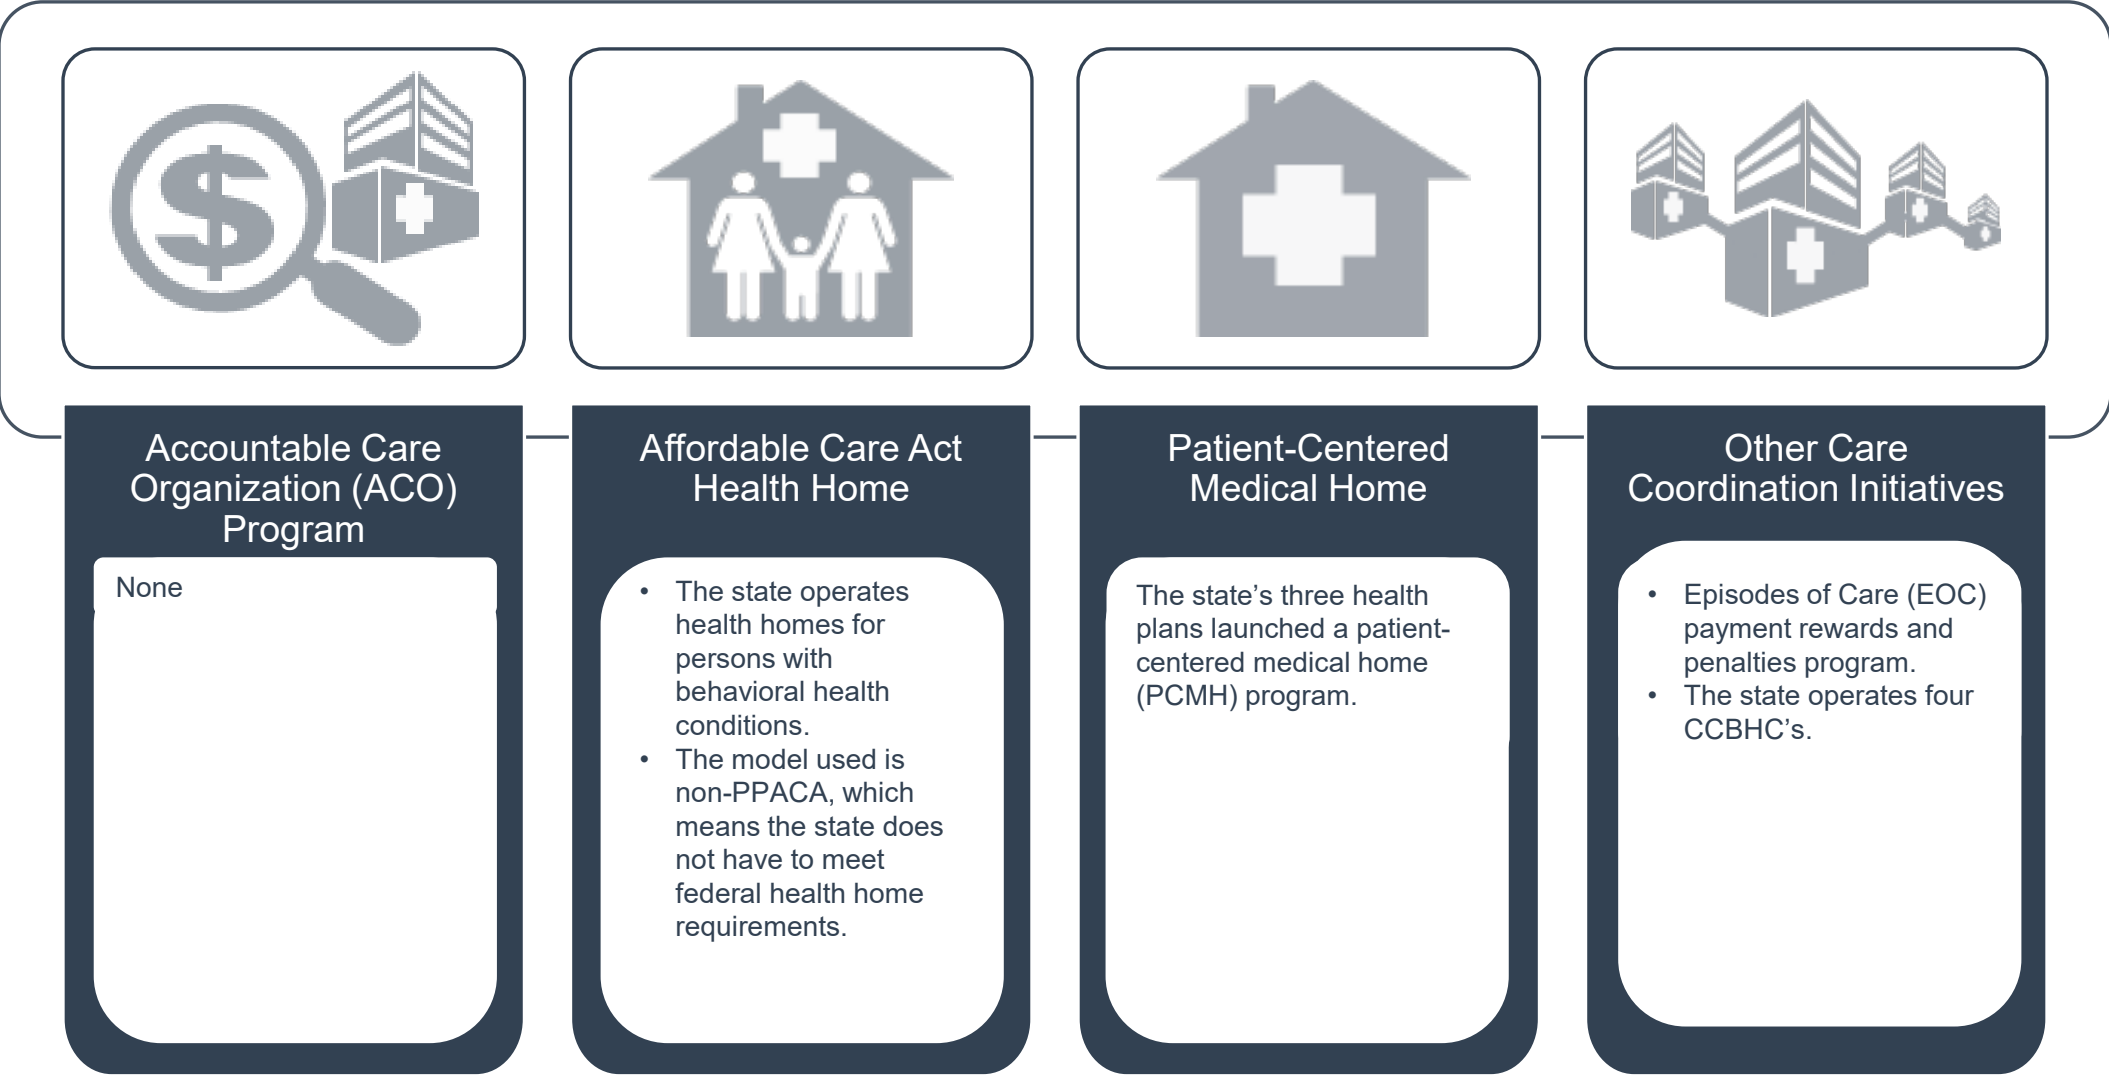 Accountable Care
Organization (ACO)
Program
None
Affordable Care Act
Health Home
• The state operates
health homes for
persons with
behavioral health
conditions.
• The model used is
non-PPACA, which
means the state does
not have to meet
federal health home
requirements.
Patient-Centered
Medical Home
The state’s three health
plans launched a patient-
centered medical home
(PCMH) program.
Other Care
Coordination Initiatives
• Episodes of Care (EOC)
payment rewards and
penalties program.
• The state operates four
CCBHC’s.